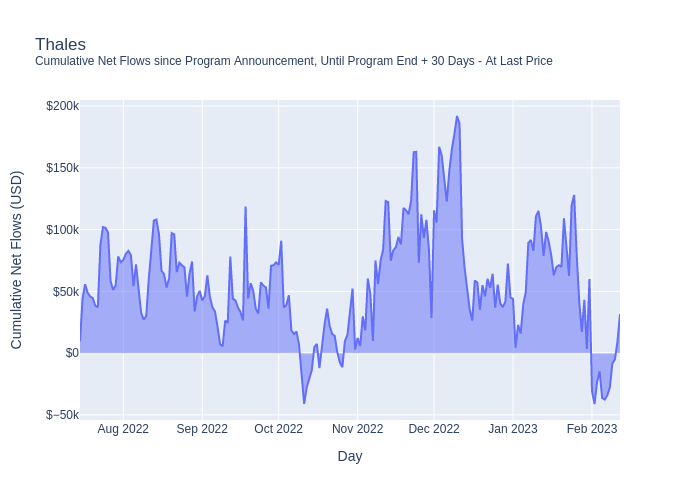 Thales
Cumulative Net Flows since Program Announcement, Until Program End + 30 Days - At Last Price
Cumulative Net Flows (USD)
$200k
$150k
$100k
$50k
$0
$−50k
Aug 2022
Sep 2022
Oct 2022
Nov 2022
Dec 2022
Jan 2023
Feb 2023
Day